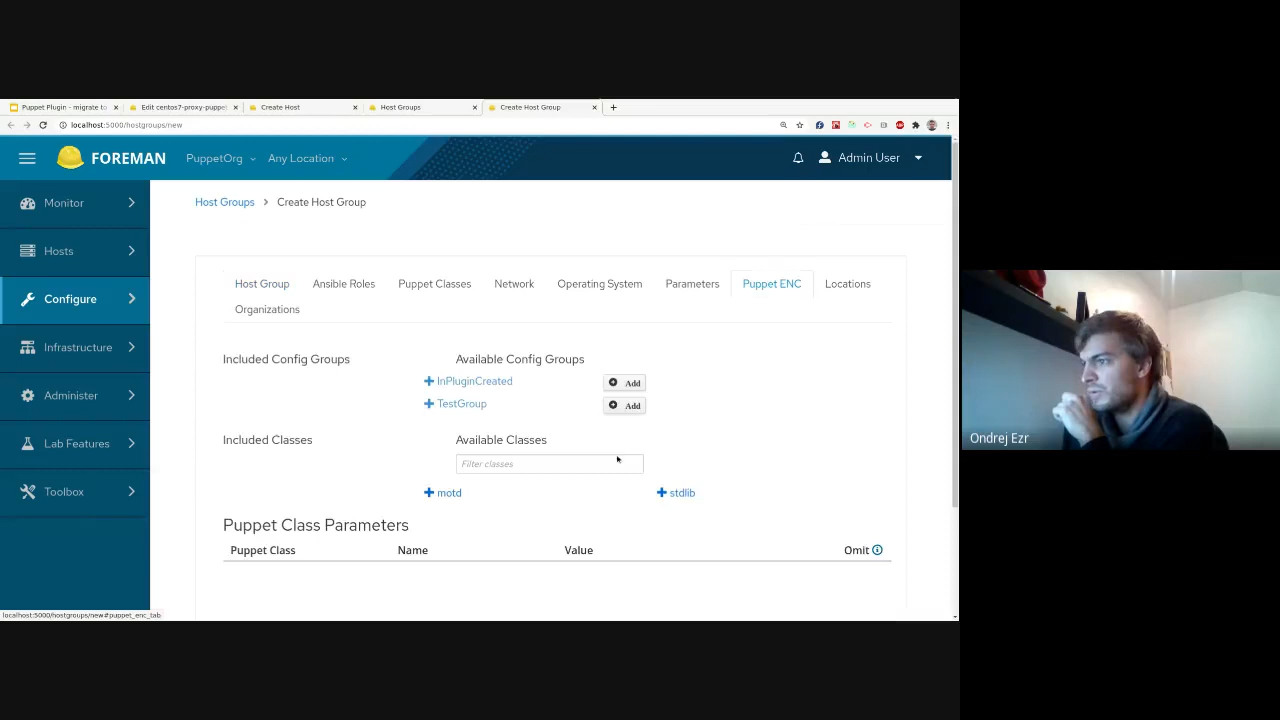 Puppet Plugin - migrate to
Edit centos7-proxy-puppe
Create Host
Host Groups
Create Host Group
localhost:5000/hostgroups/new
FOREMAN
PuppetOrg
Any Location
Admin User
Monitor
Hosts
Configure
Infrastructure
Administer
Lab Features
Toolbox
Host Groups > Create Host Group
Host Group
Ansible Roles
Puppet Classes
Network
Operating System
Parameters
Puppet ENC
Locations
Organizations
Included Config Groups
Available Config Groups
InPluginCreated
Add
TestGroup
Add
Included Classes
Available Classes
Filter classes
motd
stdlib
Puppet Class Parameters
Puppet Class
Name
Value
Omit
localhost:5000/hostgroups/new#puppet_enc_tab
Ondrej Ezr